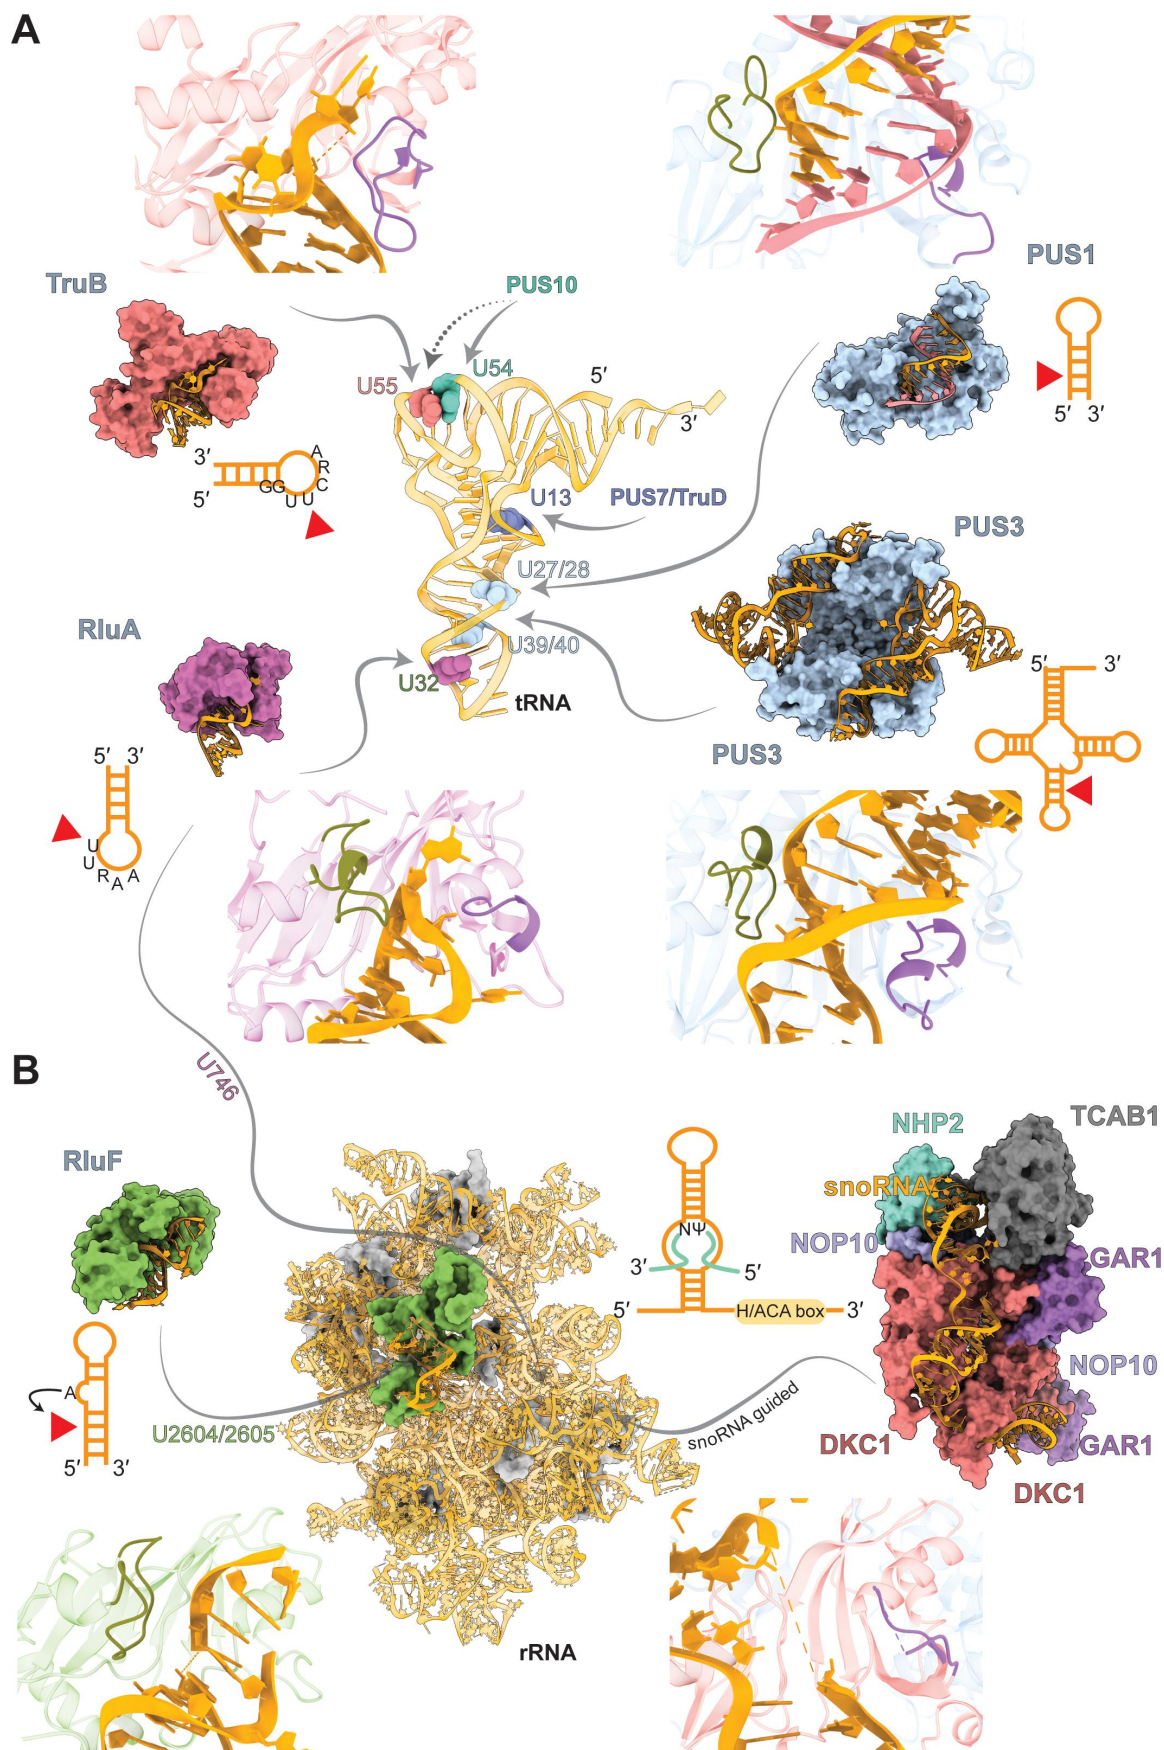 A
TruB
PUS10
PUS1
U55
U54
5′
3′
5′ 3′
3′
5′
GGUUCRA
U13
PUS7/TruD
PUS3
U27/28
RluA
U39/40
U32
tRNA
5′
3′
PUS3
5′ 3′
U
U
R
A
A
B
U746
TCAB1
NHP2
RluF
snoRNA
NΨ
NOP10
GAR1
3′
5′
5′
H/ACA box
3′
NOP10
A
U2604/2605
snoRNA guided
DKC1
GAR1
5′ 3′
DKC1
rRNA